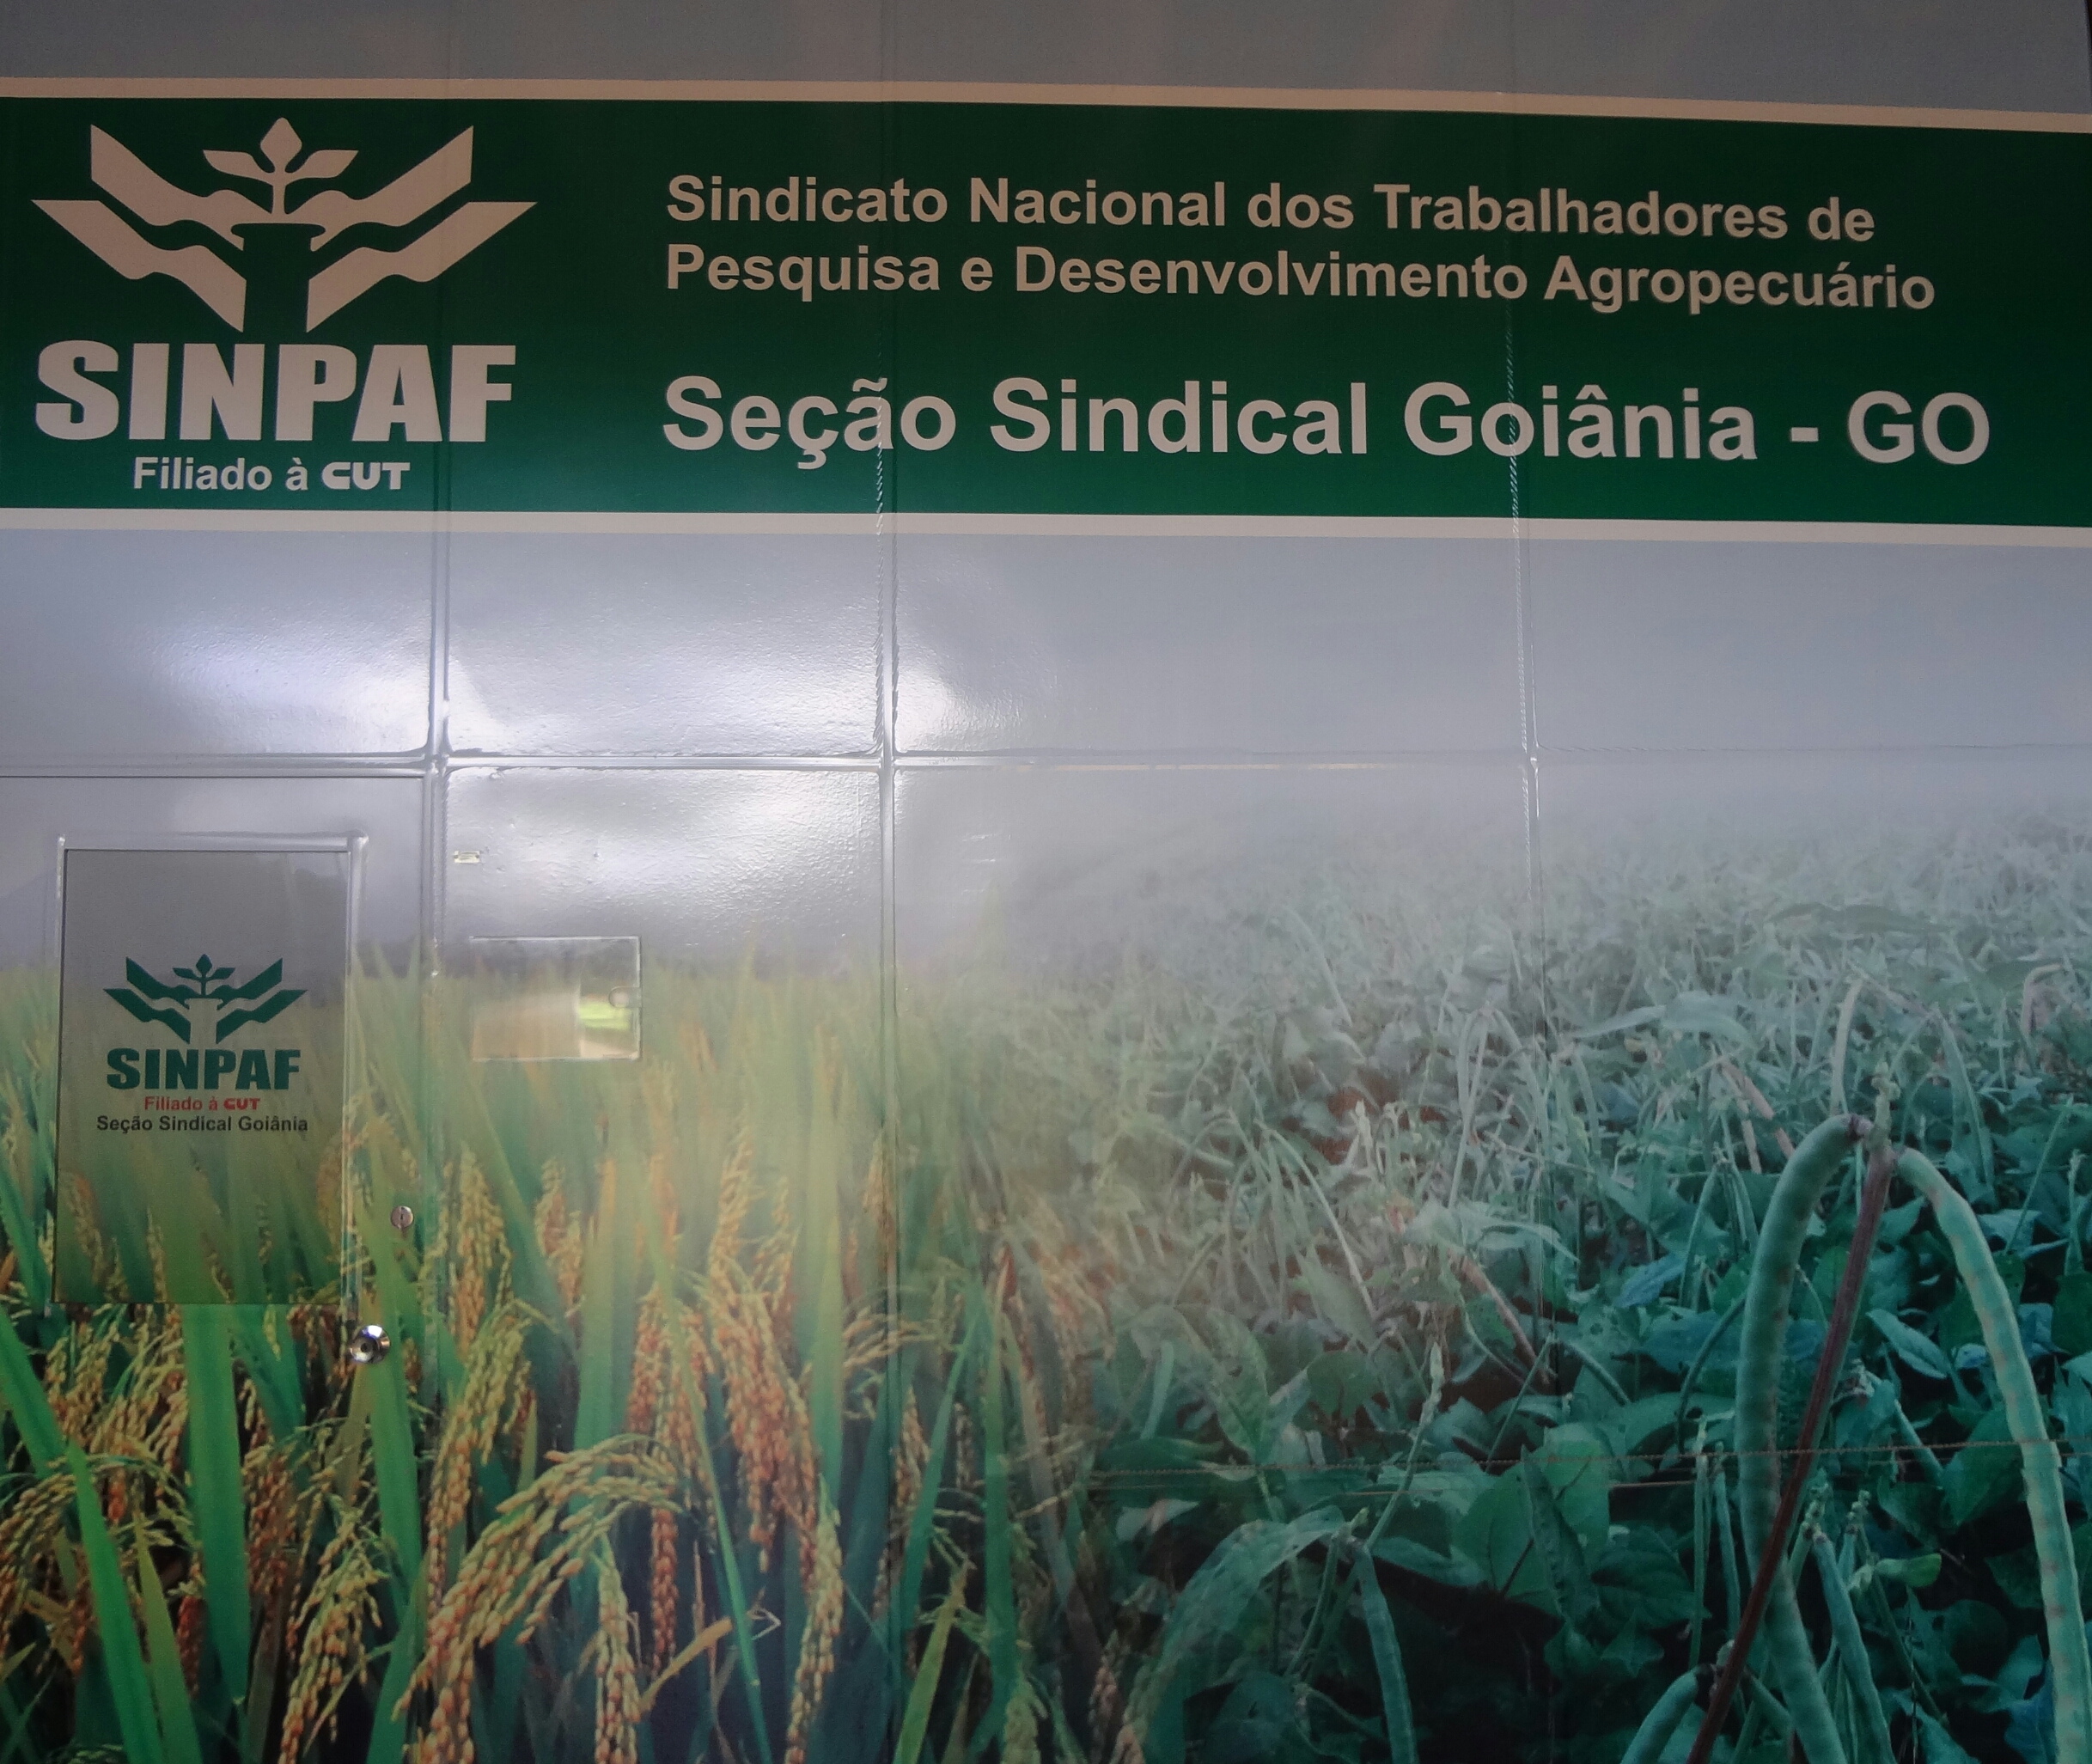 SINPAF
Filiado à CUT
Sindicato Nacional dos Trabalhadores de
Pesquisa e Desenvolvimento Agropecuário
Seção Sindical Goiânia - GO
SINPAF
Filiado à CUT
Seção Sindical Goiânia